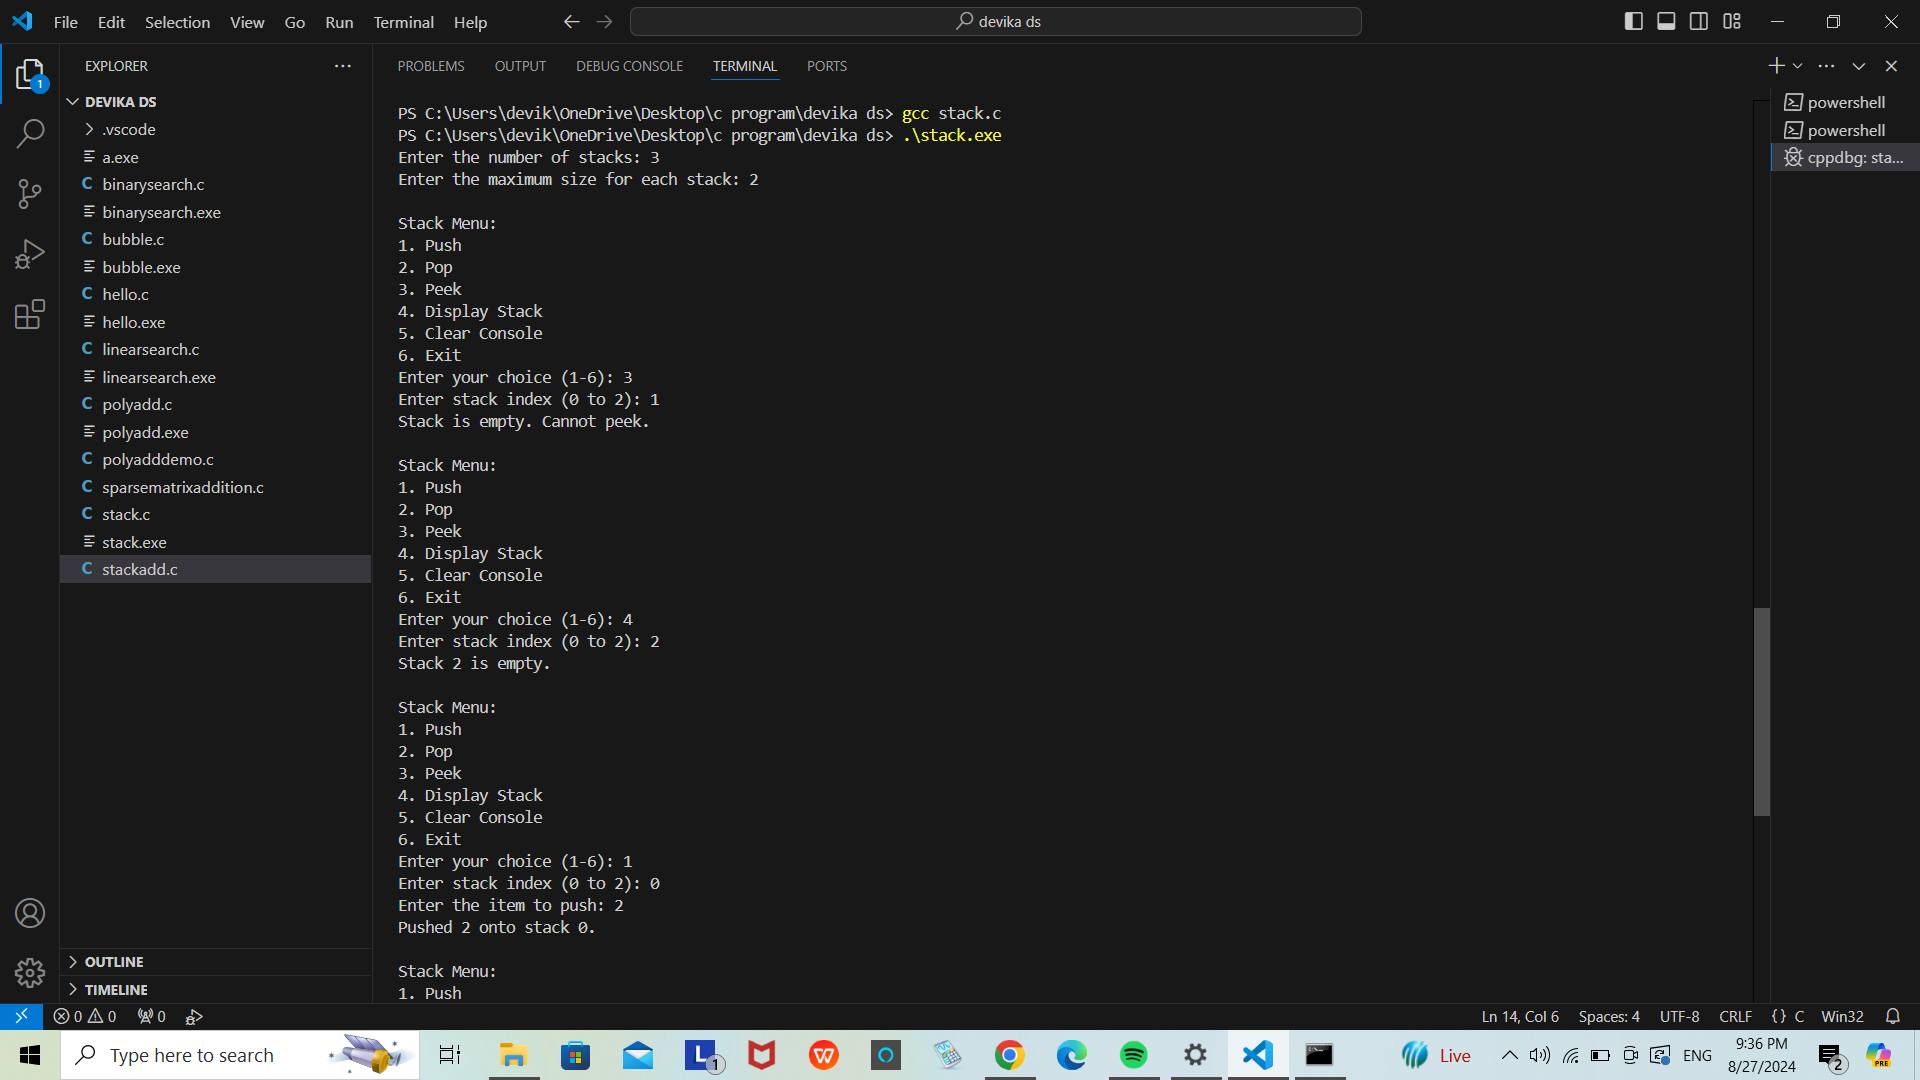 File Edit Selection View Go Run Terminal Help
devika ds
EXPLORER
DEVIKA DS
.vscode
a.exe
C binarysearch.c
binarysearch.exe
C bubble.c
bubble.exe
C hello.c
hello.exe
C linearsearch.c
linearsearch.exe
C polyadd.c
polyadd.exe
C polyadddemo.c
C sparsematrixaddition.c
C stack.c
stack.exe
C stackadd.c
OUTLINE
TIMELINE
1
PROBLEMS OUTPUT DEBUG CONSOLE TERMINAL PORTS
PS C:\Users\devik\OneDrive\Desktop\c program\devika ds> gcc stack.c
PS C:\Users\devik\OneDrive\Desktop\c program\devika ds> .\stack.exe
Enter the number of stacks: 3
Enter the maximum size for each stack: 2
Stack Menu:
1. Push
2. Pop
3. Peek
4. Display Stack
5. Clear Console
6. Exit
Enter your choice (1-6): 3
Enter stack index (0 to 2): 1
Stack is empty. Cannot peek.
Stack Menu:
1. Push
2. Pop
3. Peek
4. Display Stack
5. Clear Console
6. Exit
Enter your choice (1-6): 4
Enter stack index (0 to 2): 2
Stack 2 is empty.
Stack Menu:
1. Push
2. Pop
3. Peek
4. Display Stack
5. Clear Console
6. Exit
Enter your choice (1-6): 1
Enter stack index (0 to 2): 0
Enter the item to push: 2
Pushed 2 onto stack 0.
Stack Menu:
1. Push
powershell
powershell
cppdbg: sta...
0 0 0
Ln 14, Col 6 Spaces: 4 UTF-8 CRLF {} C Win32
Type here to search
L 1
W
Live
ENG
9:36 PM
8/27/2024
2
PRE